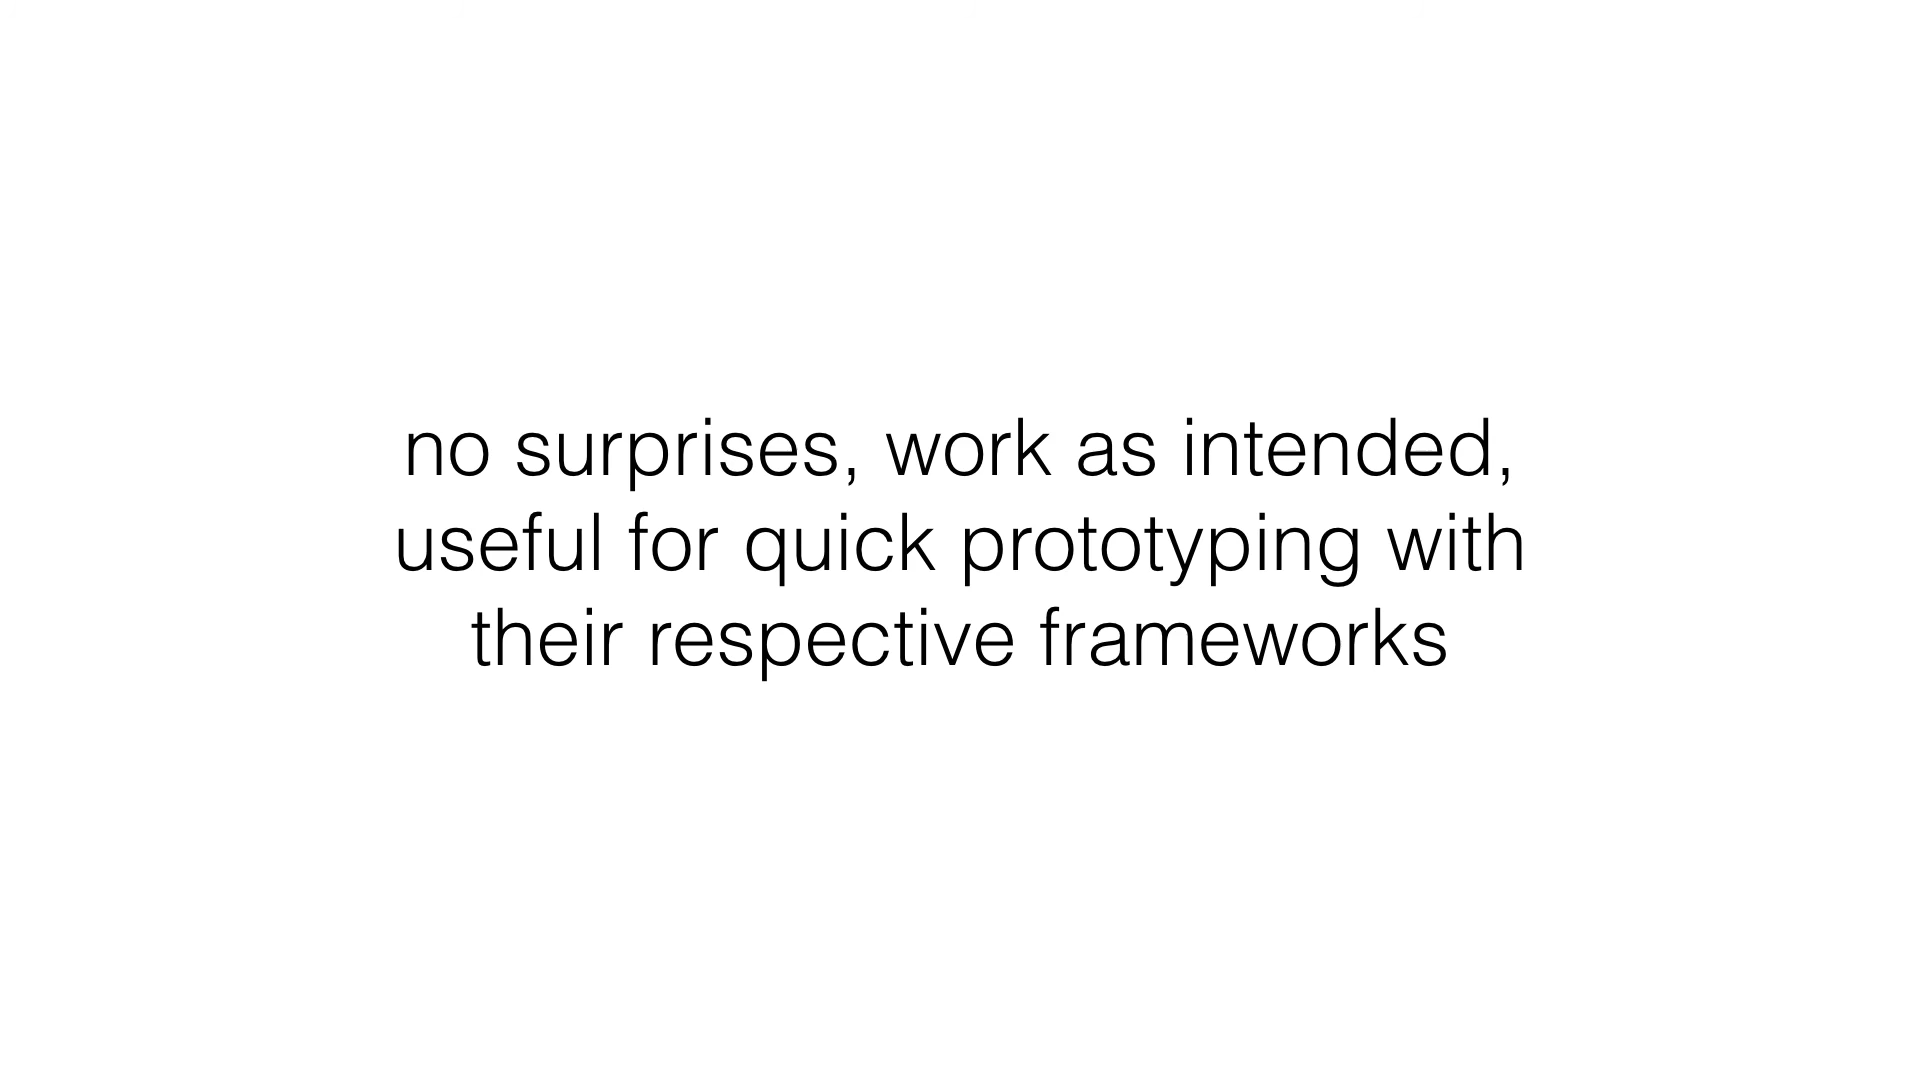 no surprises, work as intended,
useful for quick prototyping with
their respective frameworks